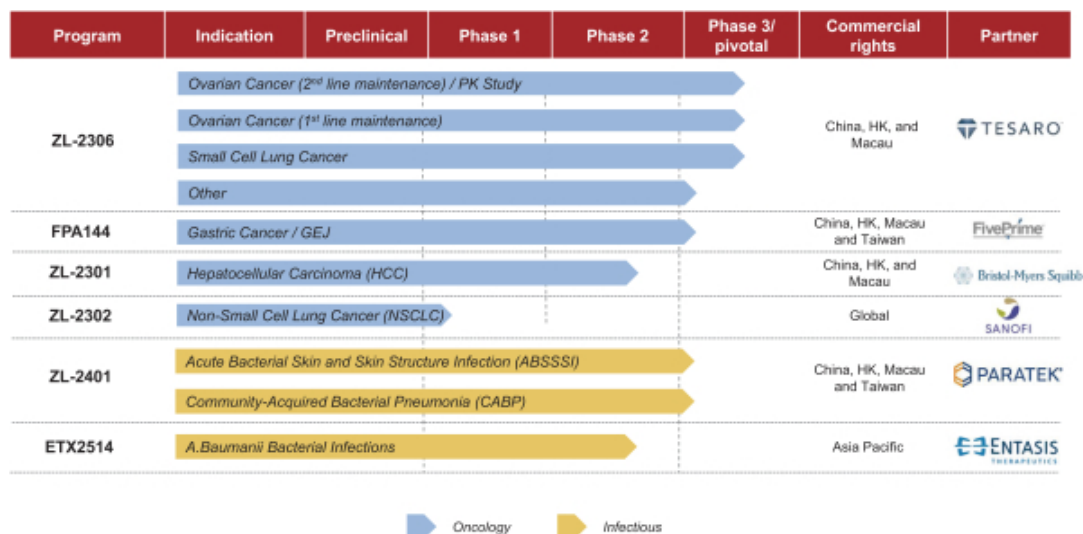 Program Indication Preclinical Phase 1 Phase 2 Phase 3/ pivotal Commercial rights Partner
ZL-2306
Ovarian Cancer (2nd line maintenance) / PK Study
Ovarian Cancer (1st line maintenance)
Small Cell Lung Cancer
Other
China, HK, and
Macau
TESARO
FPA144
Gastric Cancer / GEJ
China, HK, Macau
and Taiwan
FivePrime
ZL-2301
Hepatocellular Carcinoma (HCC)
China, HK, and
Macau
Bristol-Myers Squibb
ZL-2302
Non-Small Cell Lung Cancer (NSCLC)
Global
SANOFI
ZL-2401
Acute Bacterial Skin and Skin Structure Infection (ABSSSI)
Community-Acquired Bacterial Pneumonia (CABP)
China, HK, Macau
and Taiwan
PARATEK
ETX2514
A.Baumanii Bacterial Infections
Asia Pacific
ENTASIS
THERAPEUTICS
Oncology
Infectious